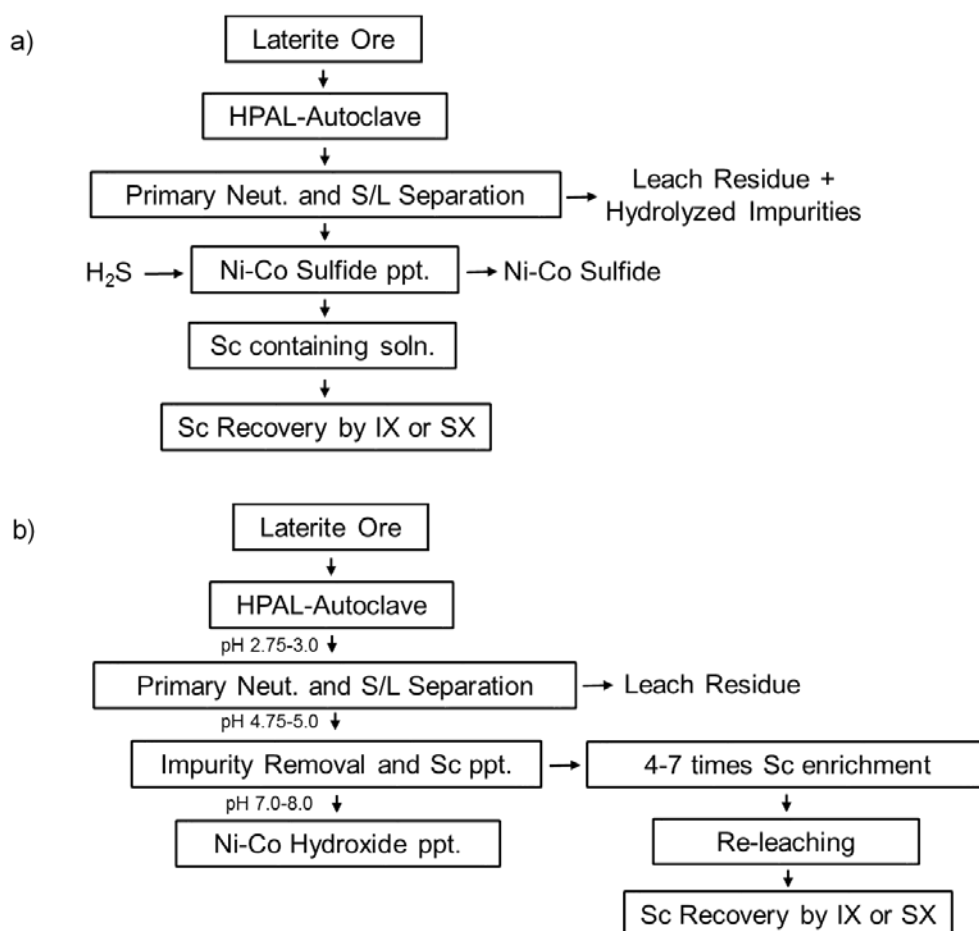 a)
Laterite Ore
HPAL-Autoclave
Primary Neut. and S/L Separation
Leach Residue +
Hydrolyzed Impurities
H₂S
Ni-Co Sulfide ppt.
Ni-Co Sulfide
Sc containing soln.
Sc Recovery by IX or SX
b)
Laterite Ore
HPAL-Autoclave
pH 2.75-3.0
Primary Neut. and S/L Separation
Leach Residue
pH 4.75-5.0
Impurity Removal and Sc ppt.
4-7 times Sc enrichment
pH 7.0-8.0
Ni-Co Hydroxide ppt.
Re-leaching
Sc Recovery by IX or SX